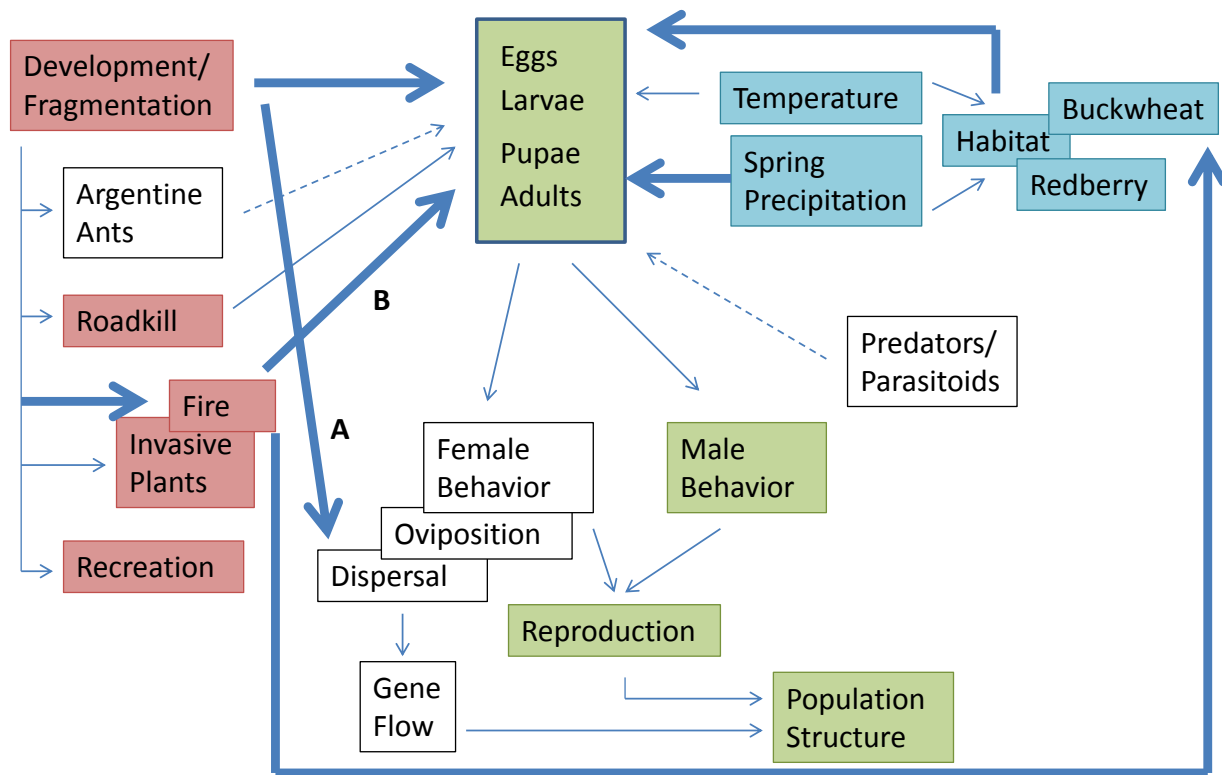 Development/
Fragmentation
Argentine
Ants
Roadkill
Fire
Invasive
Plants
Recreation
Eggs
Larvae
Pupae
Adults
Temperature
Spring
Precipitation
Habitat
Buckwheat
Redberry
Predators/
Parasitoids
B
A
Female
Behavior
Oviposition
Dispersal
Male
Behavior
Reproduction
Gene
Flow
Population
Structure